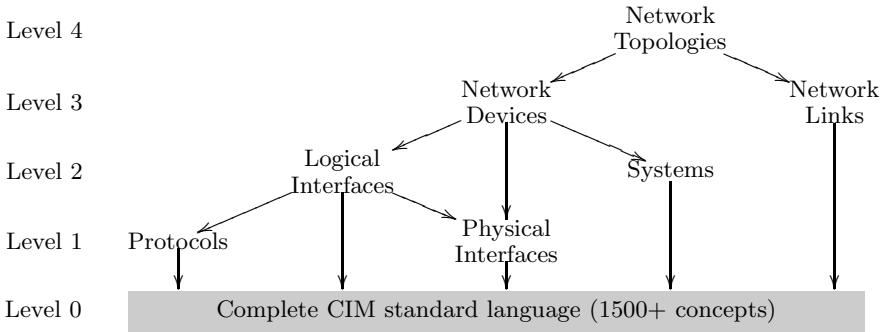 Level 4
Network
Topologies
Level 3
Network
Devices
Network
Links
Level 2
Logical
Interfaces
Systems
Level 1
Protocols
Physical
Interfaces
Level 0
Complete CIM standard language (1500+ concepts)